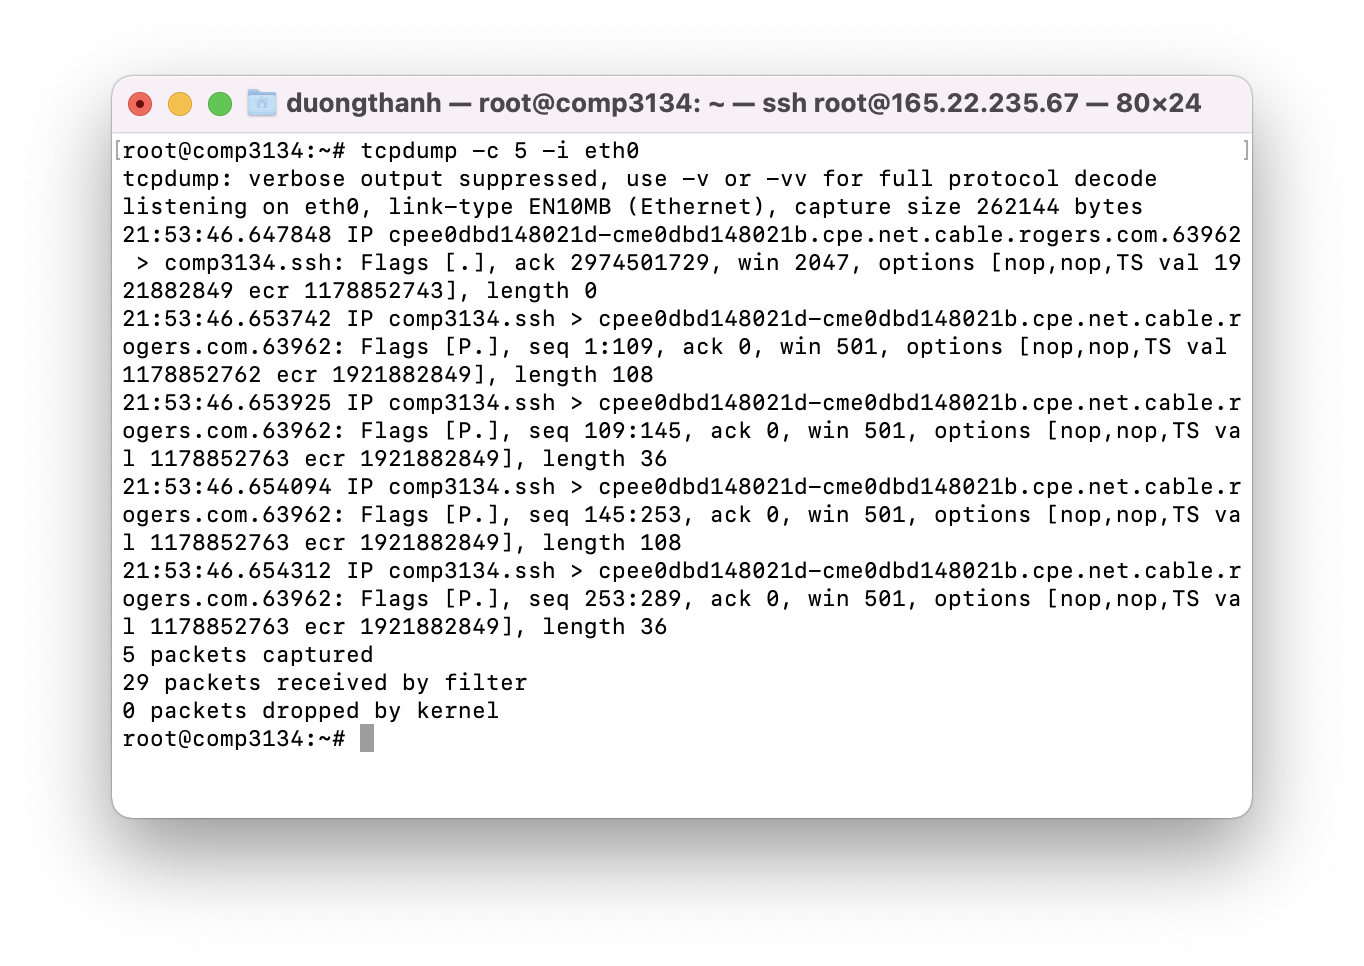 duongthanh — root@comp3134: ~ — ssh root@165.22.235.67 — 80×24
[root@comp3134:~# tcpdump -c 5 -i eth0 ]
tcpdump: verbose output suppressed, use -v or -vv for full protocol decode
listening on eth0, link-type EN10MB (Ethernet), capture size 262144 bytes
21:53:46.647848 IP cpee0dbd148021d-cme0dbd148021b.cpe.net.cable.rogers.com.63962
 > comp3134.ssh: Flags [.], ack 2974501729, win 2047, options [nop,nop,TS val 19
21882849 ecr 1178852743], length 0
21:53:46.653742 IP comp3134.ssh > cpee0dbd148021d-cme0dbd148021b.cpe.net.cable.r
ogers.com.63962: Flags [P.], seq 1:109, ack 0, win 501, options [nop,nop,TS val
1178852762 ecr 1921882849], length 108
21:53:46.653925 IP comp3134.ssh > cpee0dbd148021d-cme0dbd148021b.cpe.net.cable.r
ogers.com.63962: Flags [P.], seq 109:145, ack 0, win 501, options [nop,nop,TS va
l 1178852763 ecr 1921882849], length 36
21:53:46.654094 IP comp3134.ssh > cpee0dbd148021d-cme0dbd148021b.cpe.net.cable.r
ogers.com.63962: Flags [P.], seq 145:253, ack 0, win 501, options [nop,nop,TS va
l 1178852763 ecr 1921882849], length 108
21:53:46.654312 IP comp3134.ssh > cpee0dbd148021d-cme0dbd148021b.cpe.net.cable.r
ogers.com.63962: Flags [P.], seq 253:289, ack 0, win 501, options [nop,nop,TS va
l 1178852763 ecr 1921882849], length 36
5 packets captured
29 packets received by filter
0 packets dropped by kernel
root@comp3134:~#